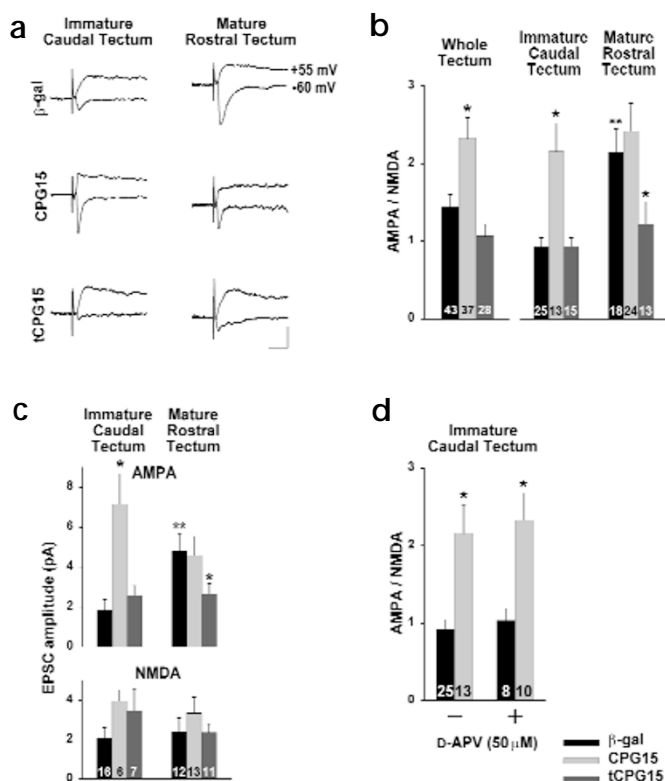 a
Immature
Caudal Tectum
Mature
Rostral Tectum
β-gal
+55 mV
-60 mV
CPG15
tCPG15
b
Whole
Tectum
Immature
Caudal
Tectum
Mature
Rostral
Tectum
AMPA / NMDA
3
2
1
0
*
*
**
*
43 37 28
25 13 15
18 24 13
c
Immature
Caudal
Tectum
Mature
Rostral
Tectum
AMPA
EPSC amplitude (pA)
8
6
4
2
0
*
**
*
NMDA
4
2
0
16 6 7
12 13 11
d
Immature
Caudal Tectum
AMPA / NMDA
3
2
1
0
*
*
25 13
8 10
− +
D-APV (50 μM)
β-gal
CPG15
tCPG15